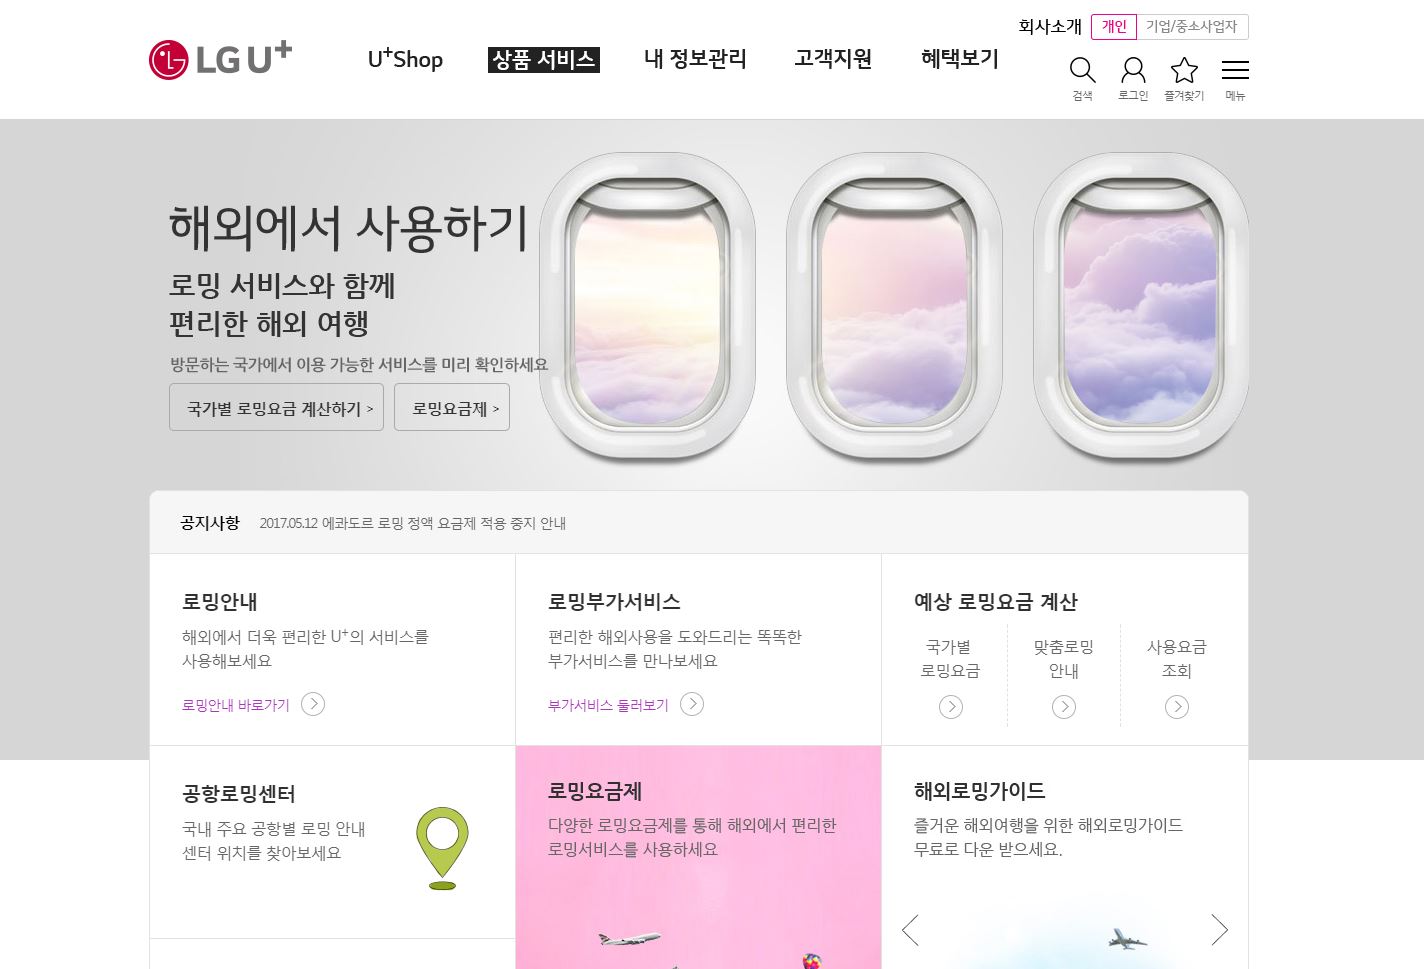 회사소개 개인 기업/중소사업자
LG U+ U+Shop 상품 서비스 내 정보관리 고객지원 혜택보기
검색 로그인 즐겨찾기 메뉴
해외에서 사용하기
로밍 서비스와 함께
편리한 해외 여행
방문하는 국가에서 이용 가능한 서비스를 미리 확인하세요
국가별 로밍요금 계산하기 > 로밍요금제 >
공지사항 2017.05.12 에콰도르 로밍 정액 요금제 적용 중지 안내
로밍안내
해외에서 더욱 편리한 U+의 서비스를
사용해보세요
로밍안내 바로가기
로밍부가서비스
편리한 해외사용을 도와드리는 똑똑한
부가서비스를 만나보세요
부가서비스 둘러보기
예상 로밍요금 계산
국가별
로밍요금
맞춤로밍
안내
사용요금
조회
공항로밍센터
국내 주요 공항별 로밍 안내
센터 위치를 찾아보세요
로밍요금제
다양한 로밍요금제를 통해 해외에서 편리한
로밍서비스를 사용하세요
해외로밍가이드
즐거운 해외여행을 위한 해외로밍가이드
무료로 다운 받으세요.